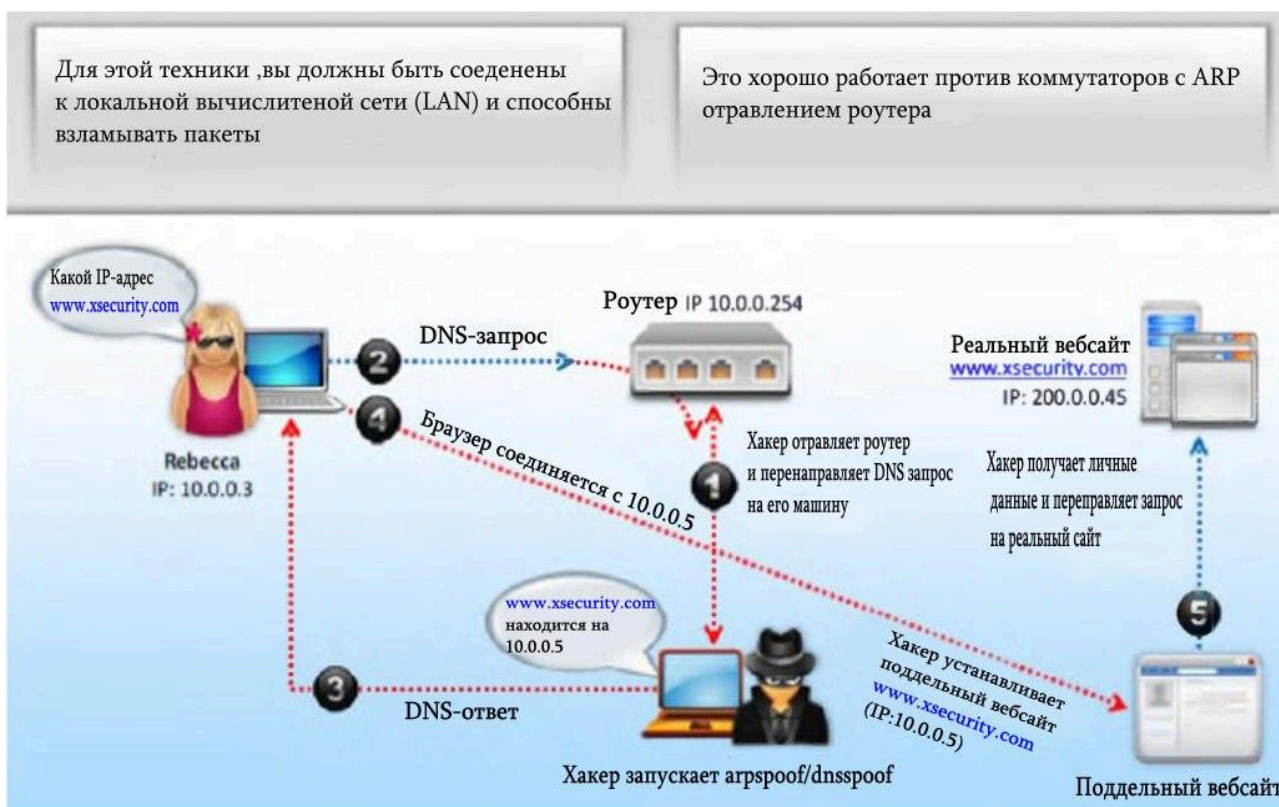 Для этой техники ,вы должны быть соеденены
к локальной вычислитеной сети (LAN) и способны
взламывать пакеты
Это хорошо работает против коммутаторов с ARP
отравлением роутера
Какой IP-адрес
www.xsecurity.com
Rebecca
IP: 10.0.0.3
2
DNS-запрос
Роутер IP 10.0.0.254
Реальный вебсайт
www.xsecurity.com
IP: 200.0.0.45
4
Браузер соединяется с 10.0.0.5
1
Хакер отравляет роутер
и перенаправляет DNS запрос
на его машину
Хакер получает личные
данные и переправляет запрос
на реальный сайт
5
www.xsecurity.com
находится на
10.0.0.5
3
DNS-ответ
Хакер устанавливает
поддельный вебсайт
www.xsecurity.com
(IP:10.0.0.5)
Хакер запускает arpspoof/dnsspoof
Поддельный вебсайт